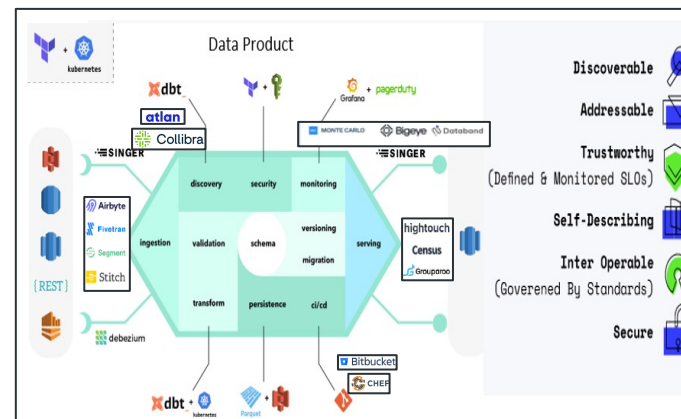 Data Product
kubernetes
dbt
Grafana
pagerduty
atlan
Collibra
MONTE CARLO
Bigeye
Databand
SINGER
SINGER
discovery
security
monitoring
Airbyte
Fivetran
Segment
Stitch
ingestion
validation
schema
versioning
migration
serving
hightouch
Census
Grouparoo
{REST}
transform
persistence
ci/cd
debezium
Bitbucket
CHEF
dbt
kubernetes
Parquet
Discoverable
Addressable
Trustworthy
(Defined & Monitored SLOs)
Self-Describing
Inter Operable
(Goverened By Standards)
Secure